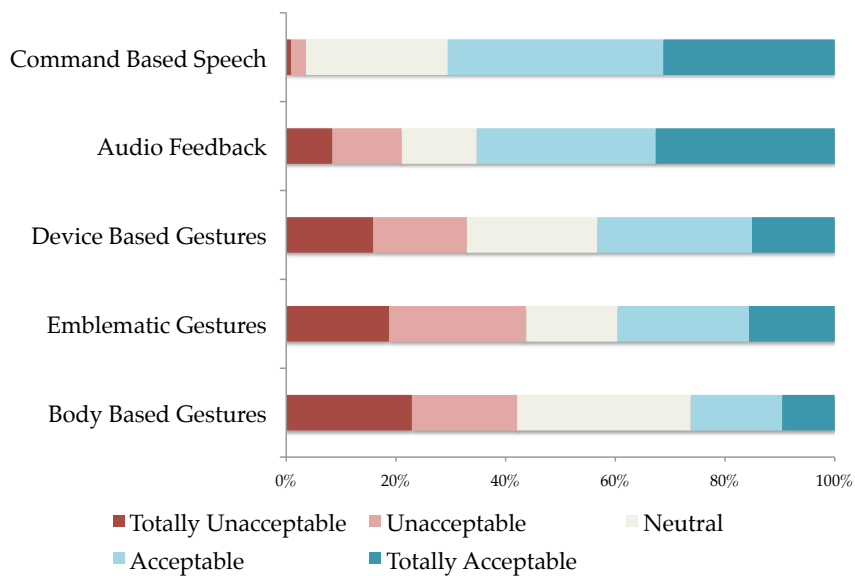 Command Based Speech
Audio Feedback
Device Based Gestures
Emblematic Gestures
Body Based Gestures
0% 20% 40% 60% 80% 100%
Totally Unacceptable Unacceptable Neutral
Acceptable Totally Acceptable